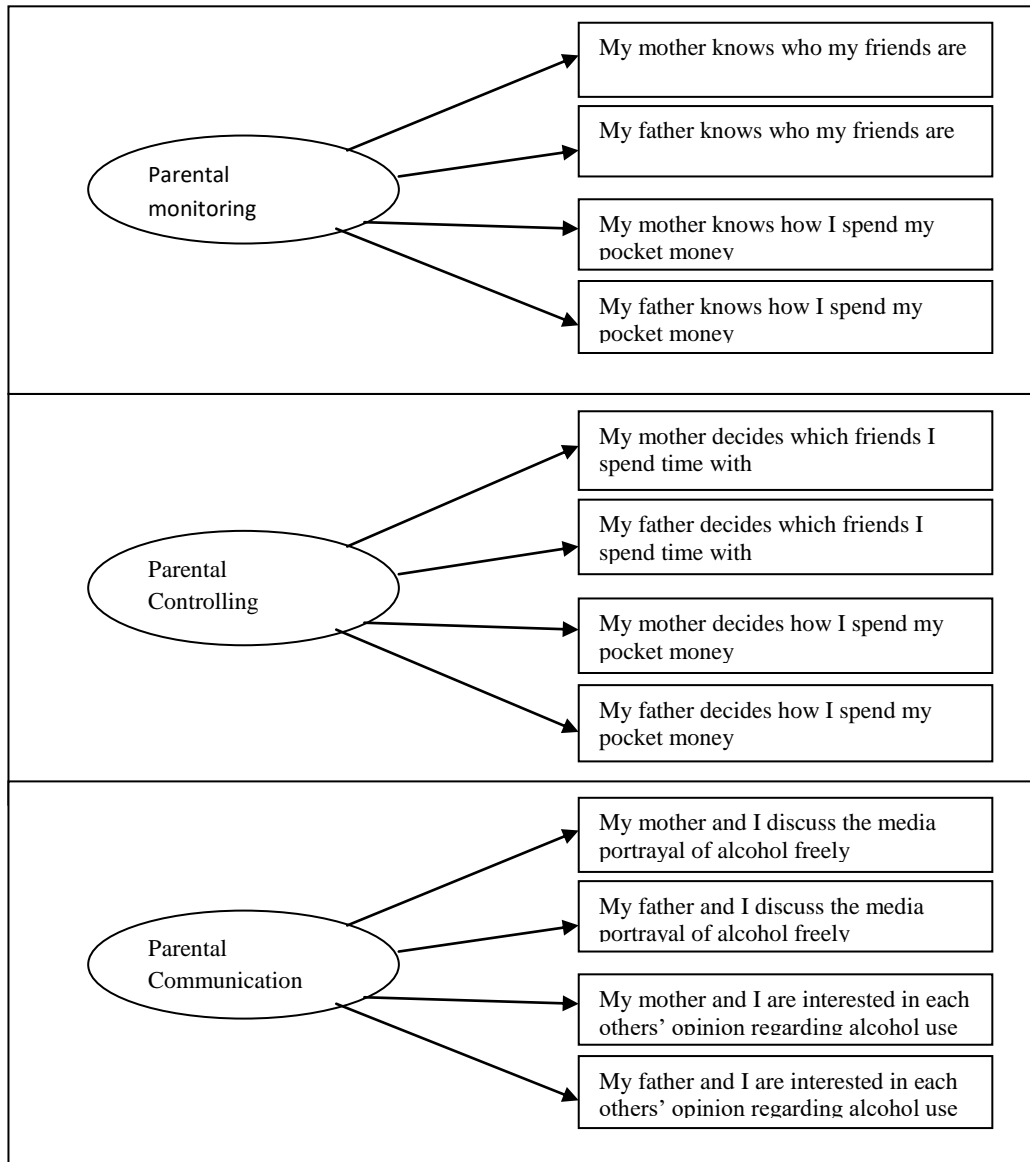 My mother knows who my friends are
My father knows who my friends are
Parental
monitoring
My mother knows how I spend my
pocket money
My father knows how I spend my
pocket money
My mother decides which friends I
spend time with
My father decides which friends I
spend time with
Parental
Controlling
My mother decides how I spend my
pocket money
My father decides how I spend my
pocket money
My mother and I discuss the media
portrayal of alcohol freely
My father and I discuss the media
portrayal of alcohol freely
Parental
Communication
My mother and I are interested in each
others’ opinion regarding alcohol use
My father and I are interested in each
others’ opinion regarding alcohol use